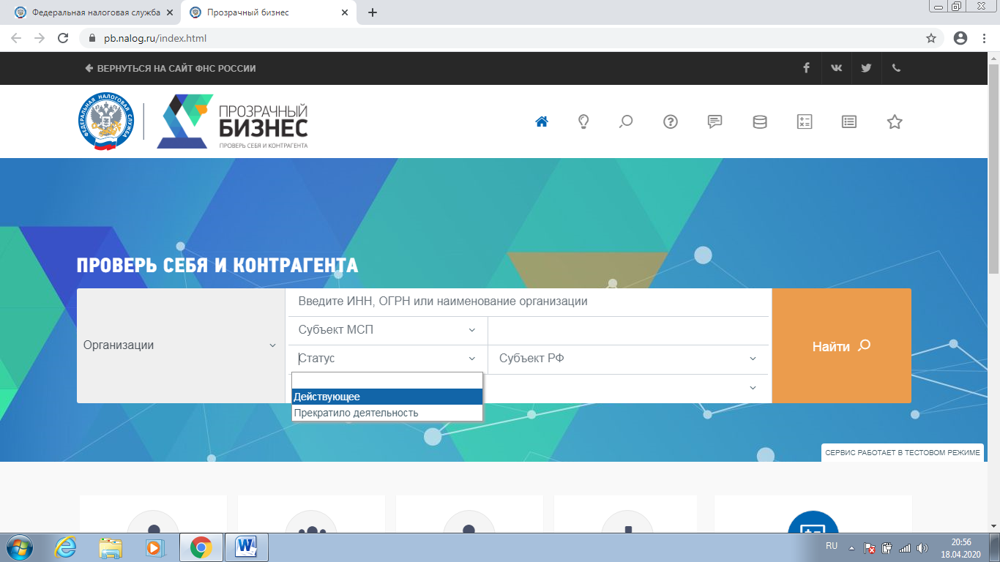 Федеральная налоговая служба
Прозрачный бизнес
pb.nalog.ru/index.html
ВЕРНУТЬСЯ НА САЙТ ФНС РОССИИ
ФЕДЕРАЛЬНАЯ НАЛОГОВАЯ СЛУЖБА
ПРОЗРАЧНЫЙ
БИЗНЕС
ПРОВЕРЬ СЕБЯ И КОНТРАГЕНТА
ПРОВЕРЬ СЕБЯ И КОНТРАГЕНТА
Организации
Введите ИНН, ОГРН или наименование организации
Субъект МСП
Статус
Субъект РФ
Действующее
Прекратило деятельность
Найти
СЕРВИС РАБОТАЕТ В ТЕСТОВОМ РЕЖИМЕ
RU
20:56
18.04.2020